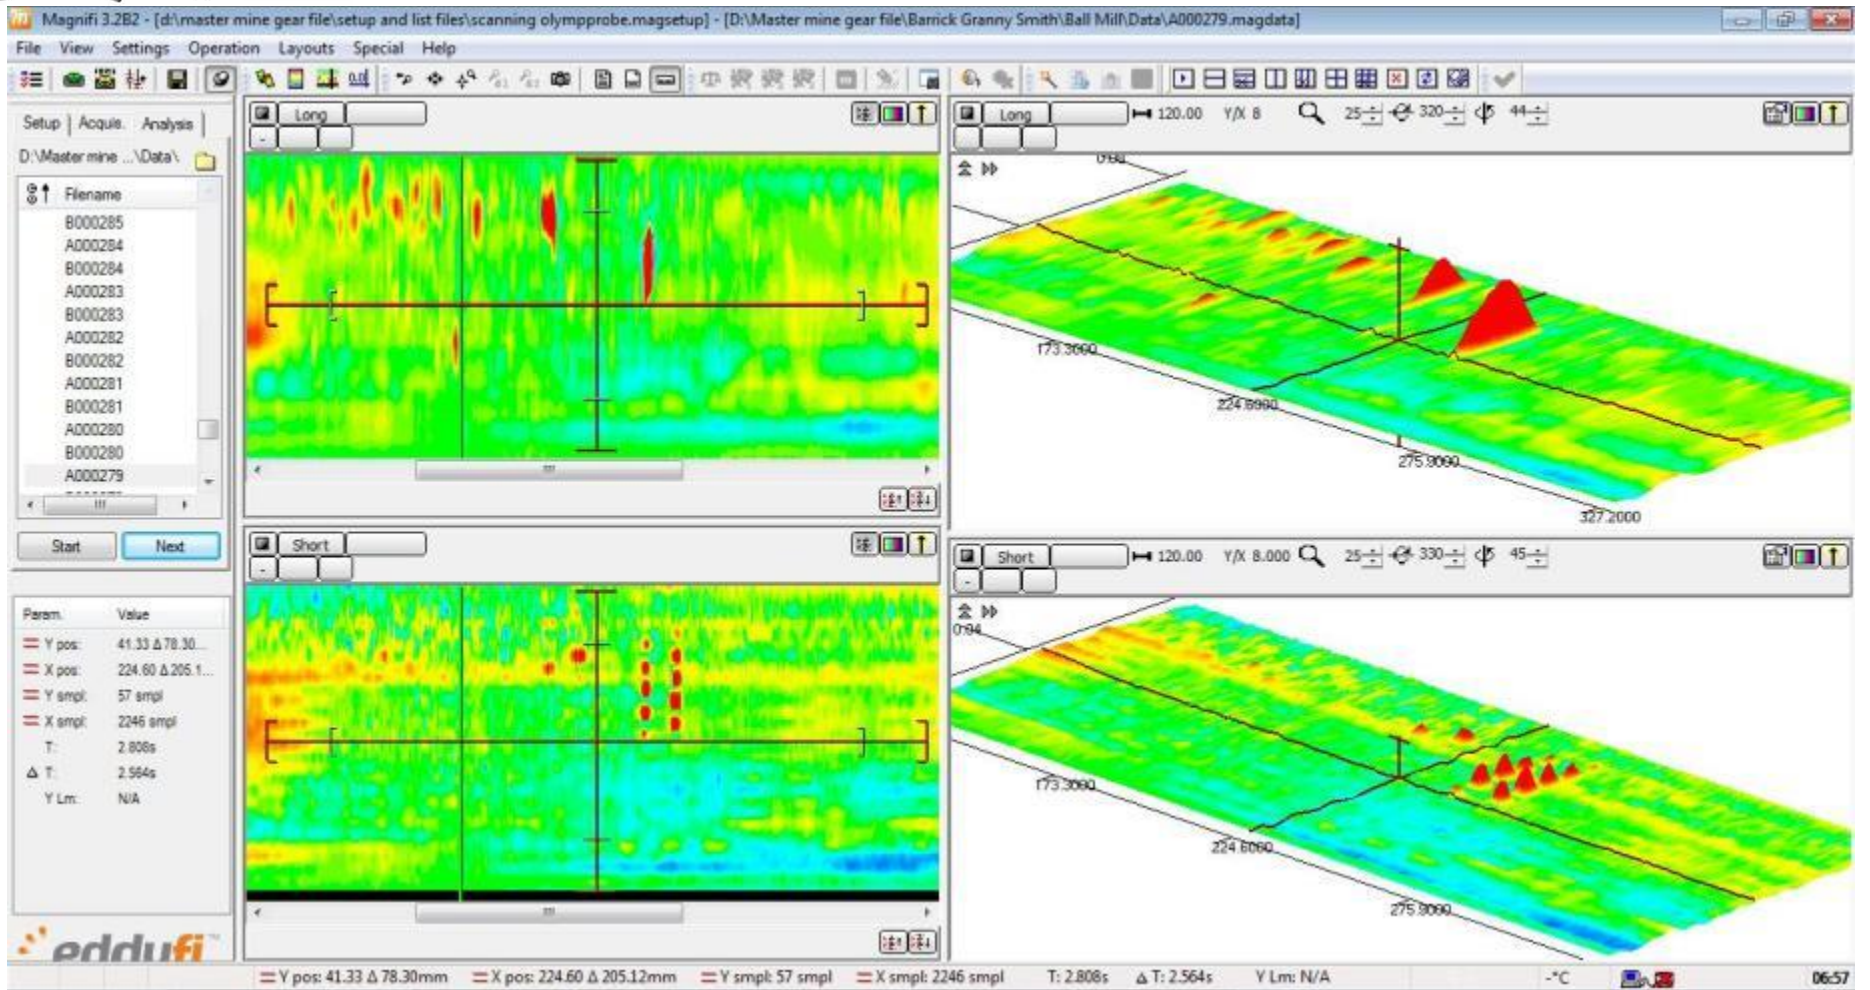 Magnifi 3.2B2 - [d:\master mine gear file\setup and list files\scanning olympprobe.magsetup] - [D:\Master mine gear file\Barrick Granny Smith\Ball Mill\Data\A000279.magdata]
File View Settings Operation Layouts Special Help
Setup Acquis. Analysis
D:\Master mine ...\Data\
Filename
B000285
A000284
B000284
A000283
B000283
A000282
B000282
A000281
B000281
A000280
B000280
A000279
Start Next
Param. Value
Y pos: 41.33 Δ78.30...
X pos: 224.60 Δ205.1...
Y smpl: 57 smpl
X smpl: 2246 smpl
T: 2.808s
Δ T: 2.564s
Y Lm: N/A
eddyfi
Long
Long 120.00 Y/X 8 25 320 44
173.3000
224.6000
275.9000
327.2000
Short
Short 120.00 Y/X 8.000 25 330 45
0.04
173.3000
224.6000
275.9000
Y pos: 41.33 Δ 78.30mm X pos: 224.60 Δ 205.12mm Y smpl: 57 smpl X smpl: 2246 smpl T: 2.808s Δ T: 2.564s Y Lm: N/A -°C 06:57